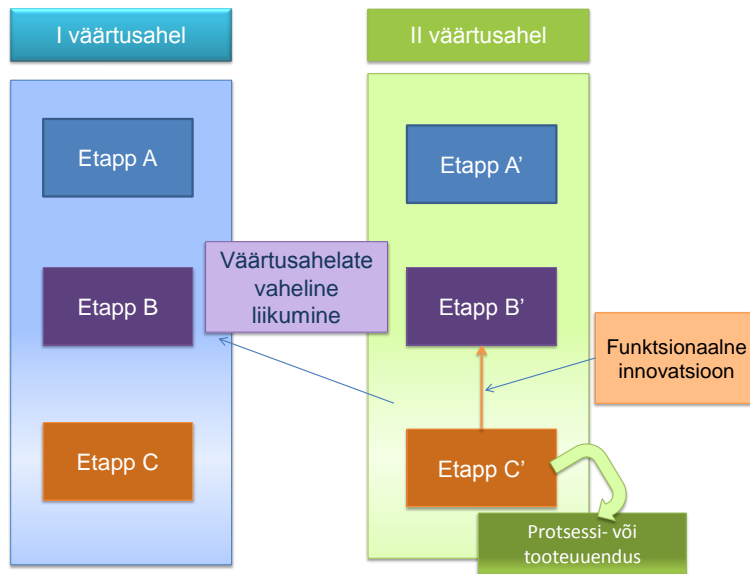 I väärtusahel
II väärtusahel
Etapp A
Etapp A’
Väärtusahelate
vaheline
liikumine
Etapp B
Etapp B’
Funktsionaalne
innovatsioon
Etapp C
Etapp C’
Protsessi- või
tooteuuendus